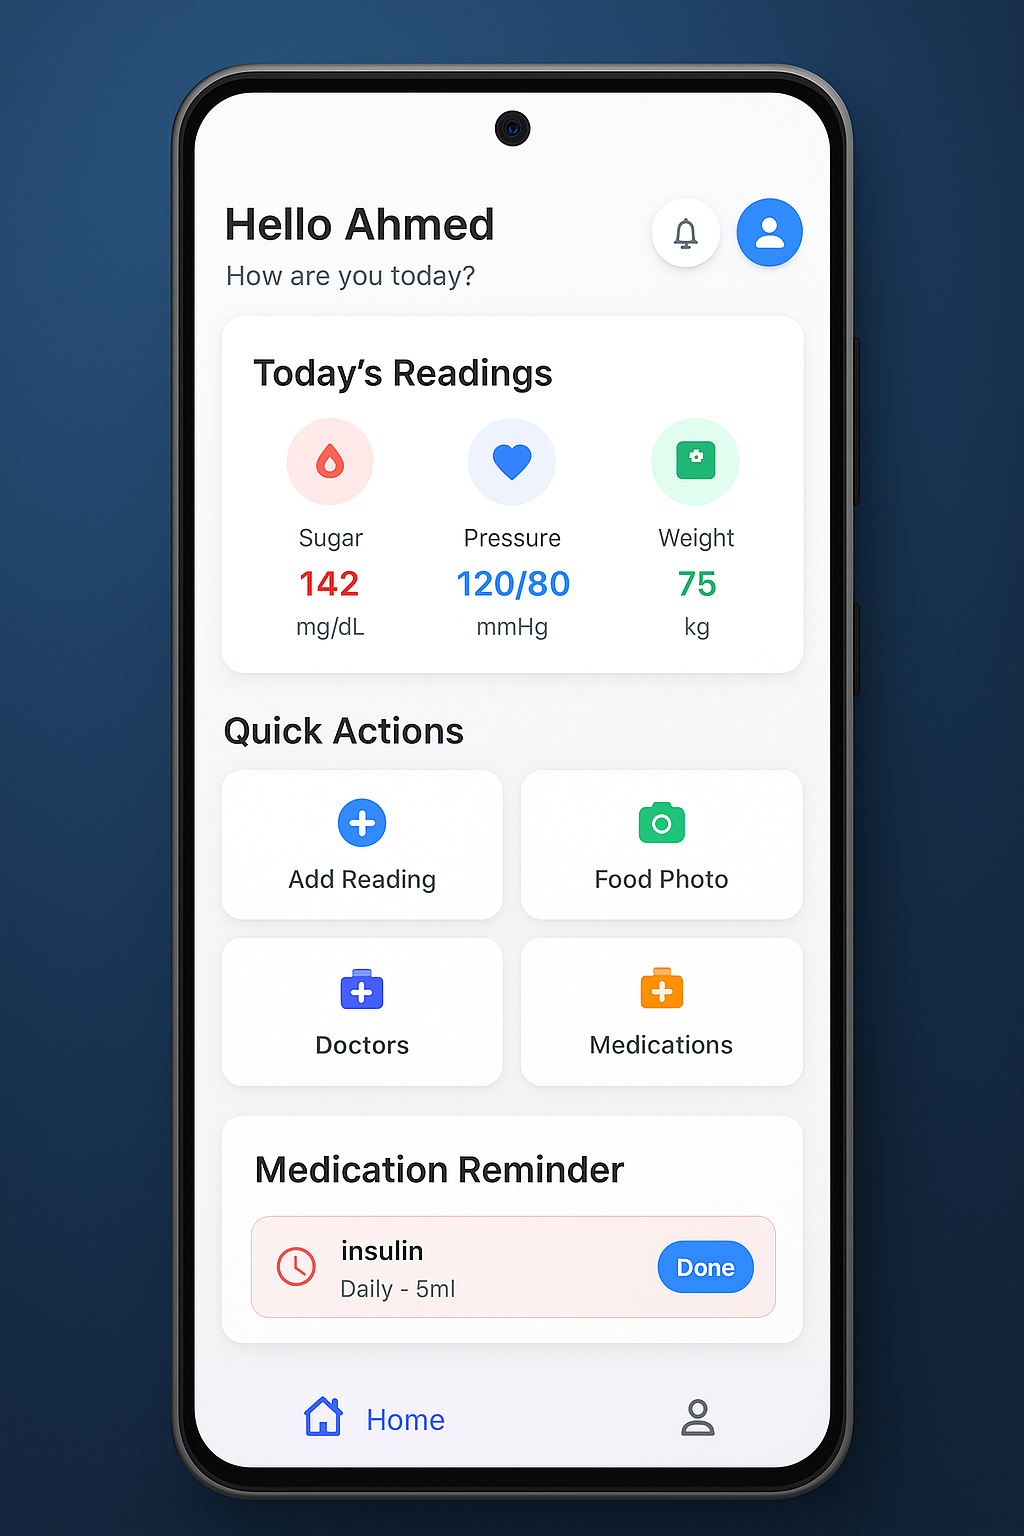 Hello Ahmed
How are you today?
Today’s Readings
Sugar
142
mg/dL
Pressure
120/80
mmHg
Weight
75
kg
Quick Actions
Add Reading
Food Photo
Doctors
Medications
Medication Reminder
insulin
Daily - 5ml
Done
Home